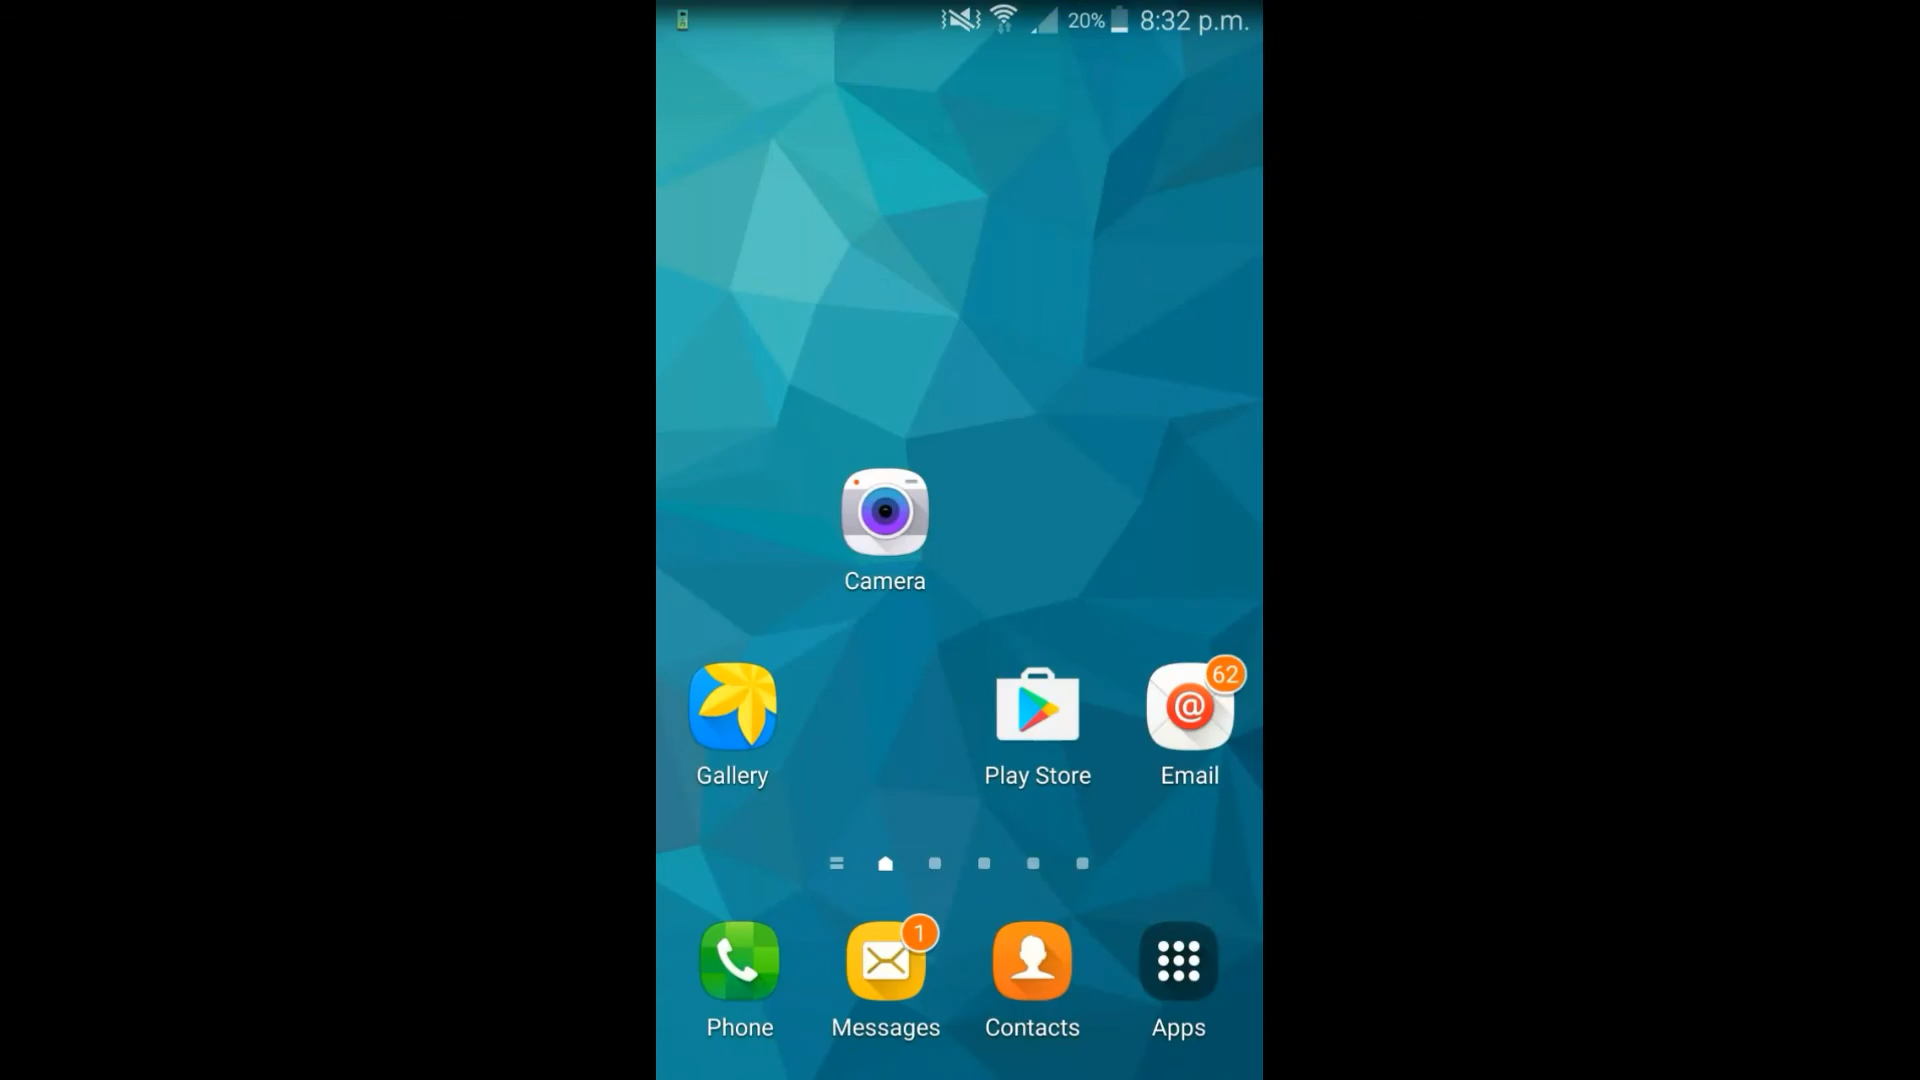 20% 8:32 p.m.
Camera
62
Gallery Play Store Email
1
Phone Messages Contacts Apps